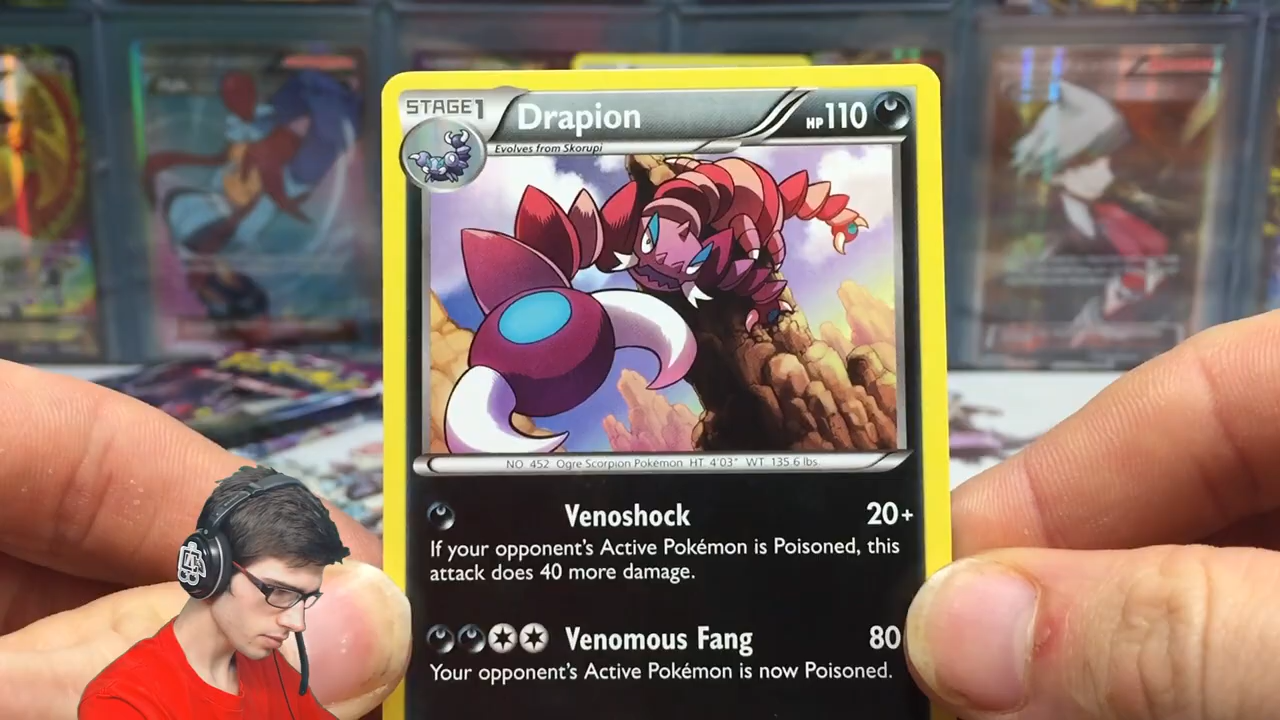 STAGE1
Drapion
HP110
Evolves from Skorupi
NO. 452 Ogre Scorpion Pokémon HT. 4'03" WT. 135.6 lbs.
Venoshock 20+
If your opponent's Active Pokémon is Poisoned, this
attack does 40 more damage.
Venomous Fang 80
Your opponent's Active Pokémon is now Poisoned.